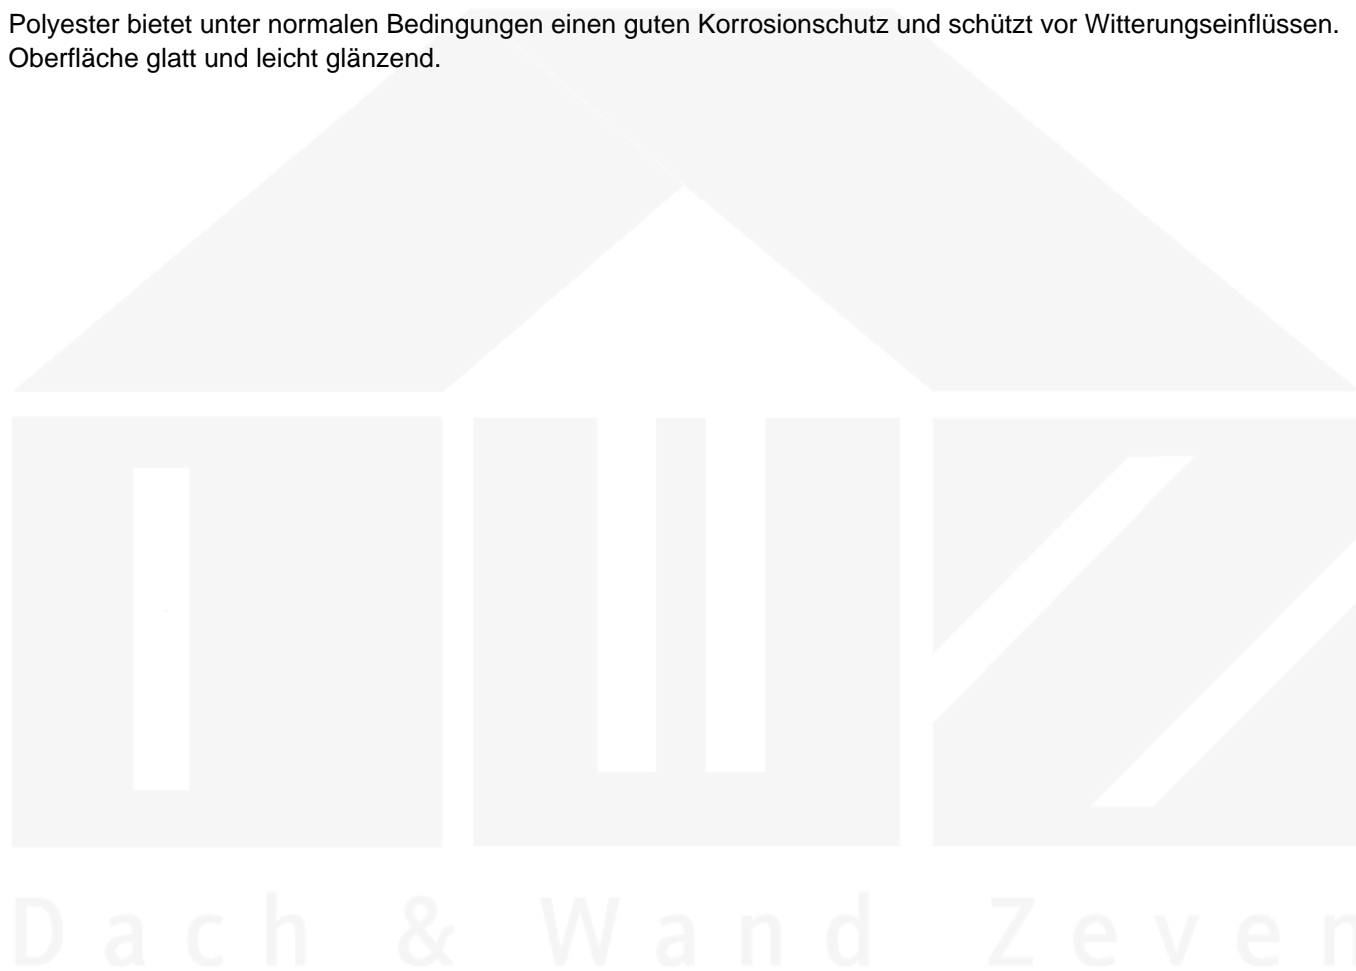 Polyester bietet unter normalen Bedingungen einen guten Korrosionschutz und schützt vor Witterungseinflüssen.
Oberfläche glatt und leicht glänzend.
Dach & Wand Zeven